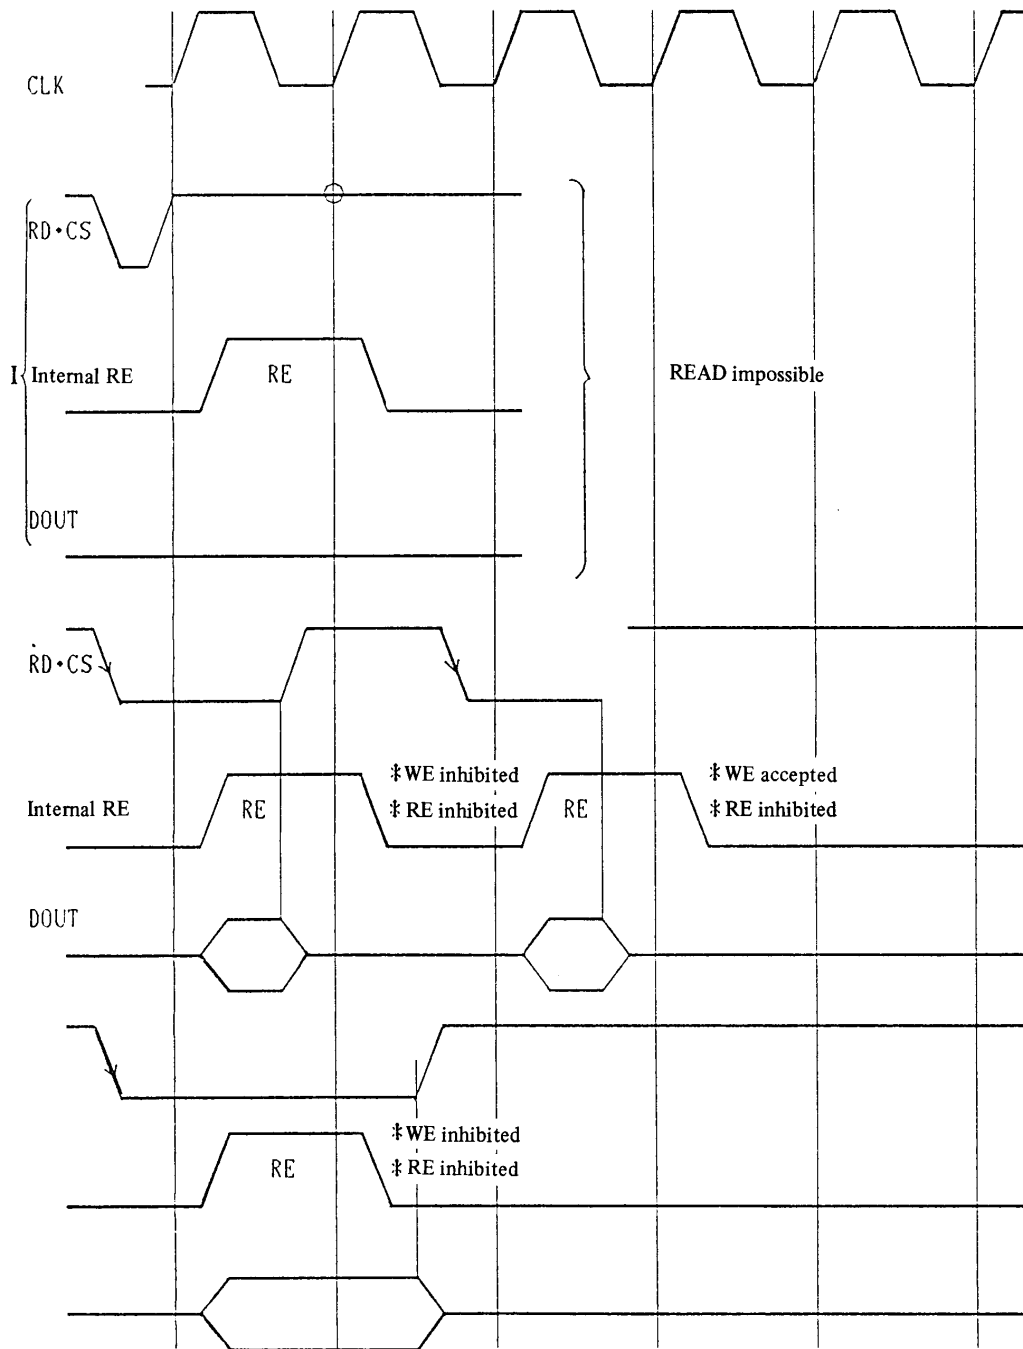 CLK
RD•CS
I Internal RE
RE
READ impossible
DOUT
RD•CS
Internal RE
RE
* WE inhibited
* RE inhibited
RE
* WE accepted
* RE inhibited
DOUT
RE
* WE inhibited
* RE inhibited